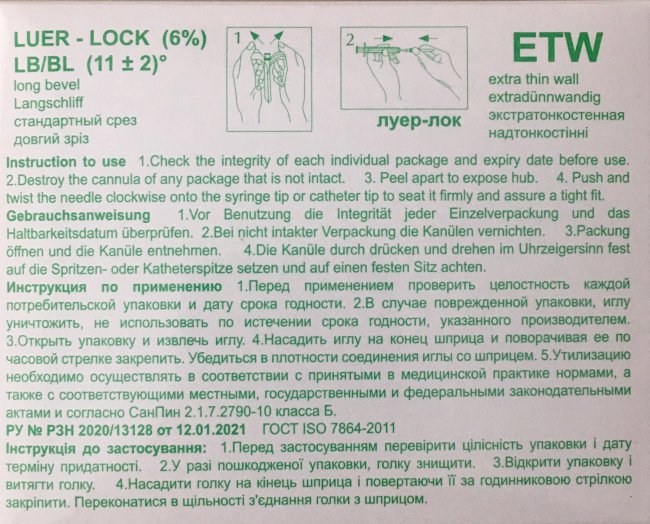 LUER - LOCK (6%)
LB/BL (11 ± 2)°
long bevel
Langschliff
стандартный срез
довгий зріз
1
2
луер-лок
ETW
extra thin wall
extradünnwandig
экстратонкостенная
надтонкостінні
Instruction to use 1.Check the integrity of each individual package and expiry date before use.
2.Destroy the cannula of any package that is not intact. 3. Peel apart to expose hub. 4. Push and
twist the needle clockwise onto the syringe tip or catheter tip to seat it firmly and assure a tight fit.
Gebrauchsanweisung 1.Vor Benutzung die Integrität jeder Einzelverpackung und das
Haltbarkeitsdatum überprüfen. 2.Bei nicht intakter Verpackung die Kanülen vernichten. 3.Packung
öffnen und die Kanüle entnehmen. 4.Die Kanüle durch drücken und drehen im Uhrzeigersinn fest
auf die Spritzen- oder Katheterspitze setzen und auf einen festen Sitz achten.
Инструкция по применению 1.Перед применением проверить целостность каждой
потребительской упаковки и дату срока годности. 2.В случае поврежденной упаковки, иглу
уничтожить, не использовать по истечении срока годности, указанного производителем.
3.Открыть упаковку и извлечь иглу. 4.Насадить иглу на конец шприца и поворачивая ее по
часовой стрелке закрепить. Убедиться в плотности соединения иглы со шприцем. 5.Утилизацию
необходимо осуществлять в соответствии с принятыми в медицинской практике нормами, а
также с соответствующими местными, государственными и федеральными законодательными
актами и согласно СанПин 2.1.7.2790-10 класса Б.
РУ № РЗН 2020/13128 от 12.01.2021 ГОСТ ISO 7864-2011
Інструкція до застосування: 1.Перед застосуванням перевірити цілісність упаковки і дату
терміну придатності. 2.У разі пошкодженої упаковки, голку знищити. 3.Відкрити упаковку і
витягти голку. 4.Насадити голку на кінець шприца і повертаючи її за годинниковою стрілкою
закріпити. Переконатися в щільності з'єднання голки з шприцом.